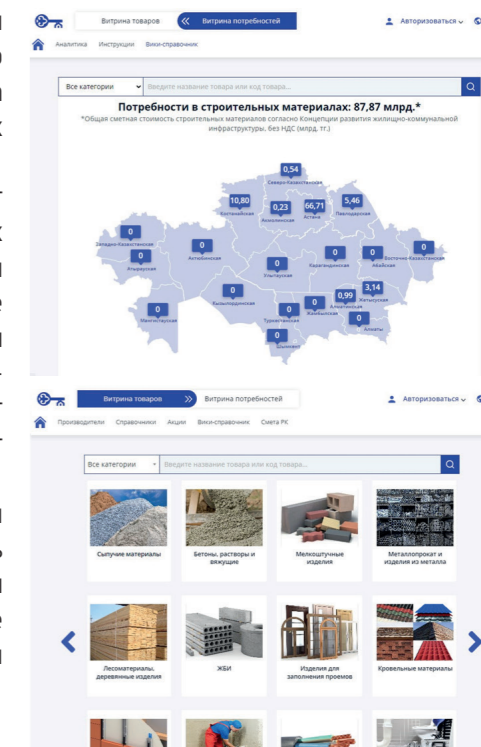 Витрина товаров
Витрина потребностей
Авторизоваться
Аналитика Инструкции Вики-справочник
Все категории
Введите название товара или код товара...
Потребности в строительных материалах: 87,87 млрд.*
*Общая сметная стоимость строительных материалов согласно Концепции развития жилищно-коммунальной
инфраструктуры, без НДС (млрд. тг.)
0,54
Северо-Казахстанская
10,80
Костанайская
0,23
Акмолинская
66,71
Астана
5,46
Павлодарская
0
Западно-Казахстанская
0
Атырауская
0
Актюбинская
0
Улытауская
0
Карагандинская
0
Абайская
0
Восточно-Казахстанская
0
Мангистауская
0
Кызылординская
0
Туркестанская
0
Жамбылская
0,99
Алматинская
3,14
Жетысуская
0
Алматы
0
Шымкент
Витрина товаров
Витрина потребностей
Авторизоваться
Производители Справочники Акции Вики-справочник Смета РК
Все категории
Введите название товара или код товара...
Сыпучие материалы
Бетоны, растворы и
вяжущие
Мелкоштучные
изделия
Металлопрокат и
изделия из металла
Лесоматериалы,
деревянные изделия
ЖБИ
Изделия для
заполнения проемов
Кровельные материалы